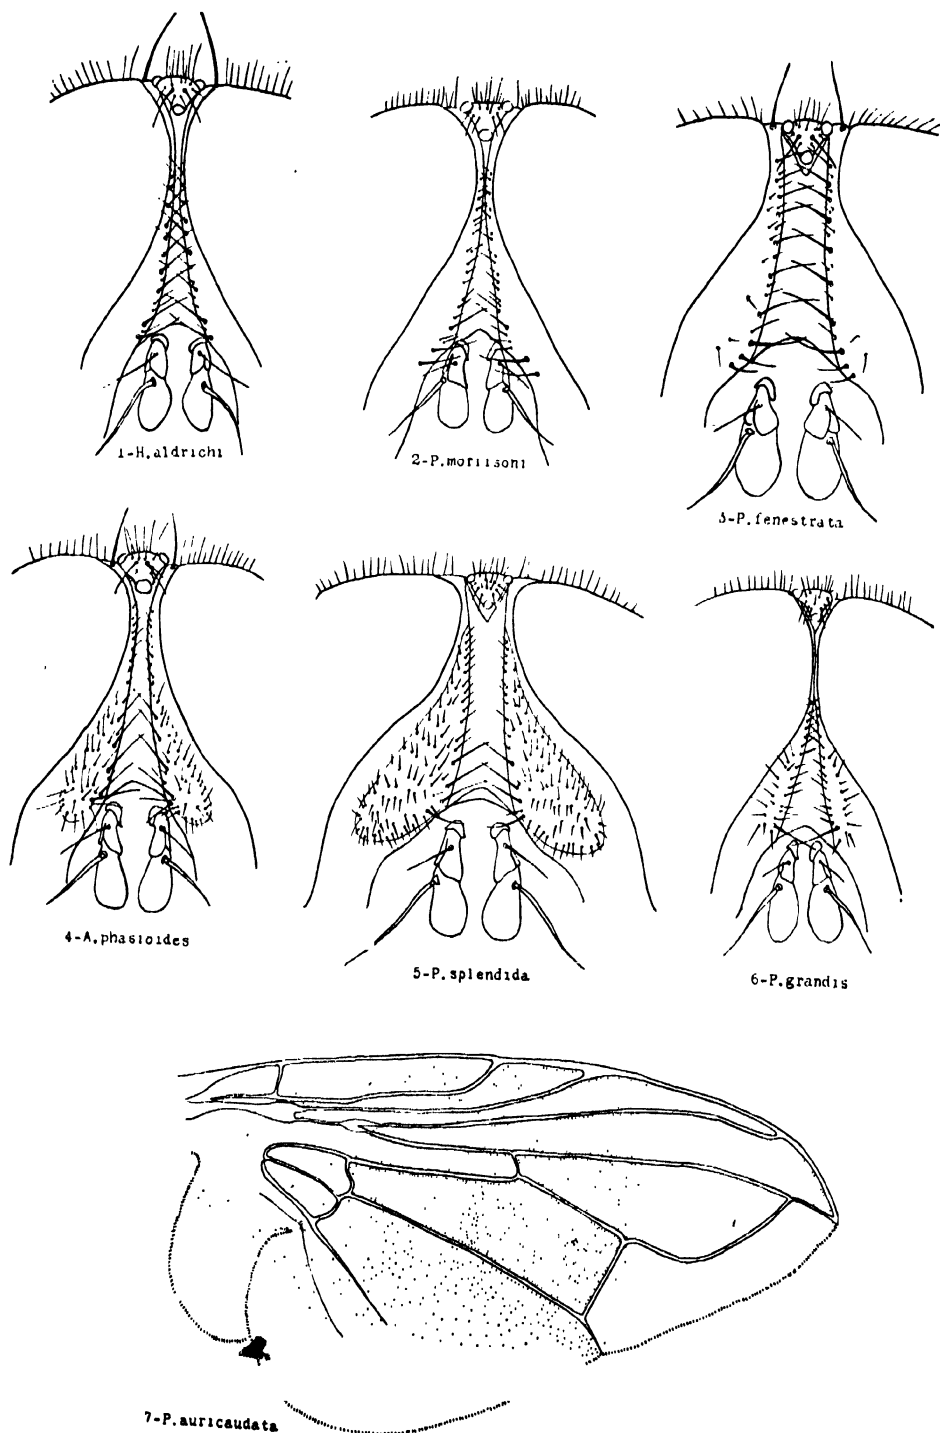 1-H.aldrichi
2-P.morrisoni
3-P.fenestrata
4-A.phasioides
5-P.splendida
6-P.grandis
7-P.auricaudata